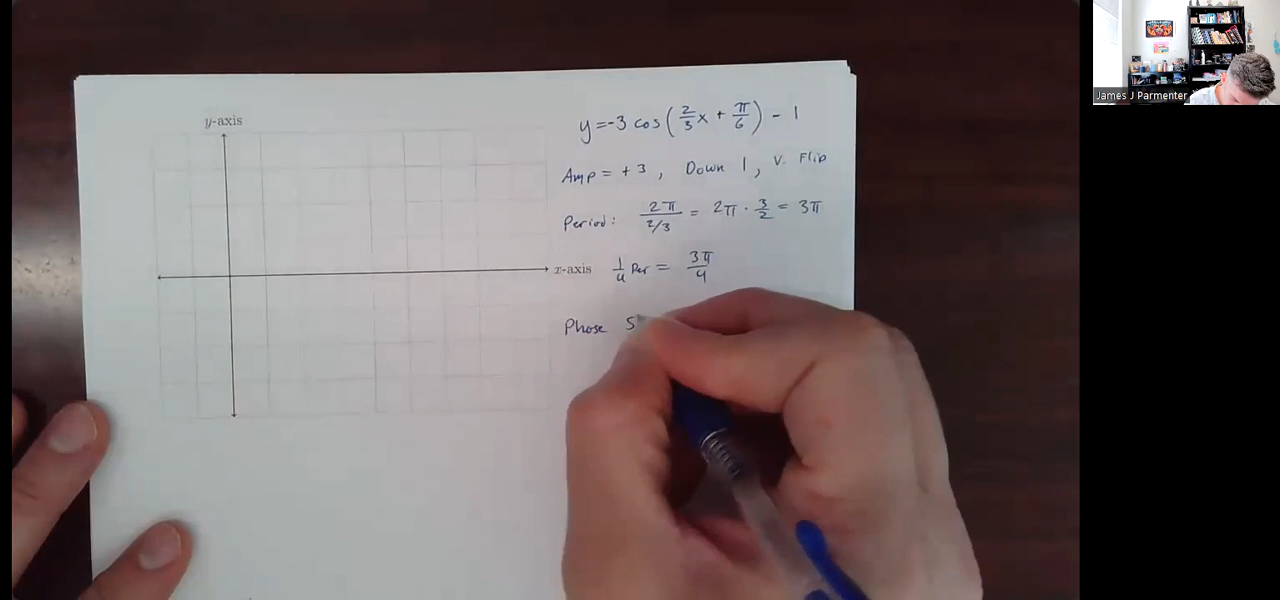 y-axis
y = -3 cos(2/3 x + π/6) - 1
Amp = + 3 , Down 1 , V. Flip
Period: 2π / 2/3 = 2π · 3/2 = 3π
x-axis
1/4 Per = 3π/4
Phase S
James J Parmenter